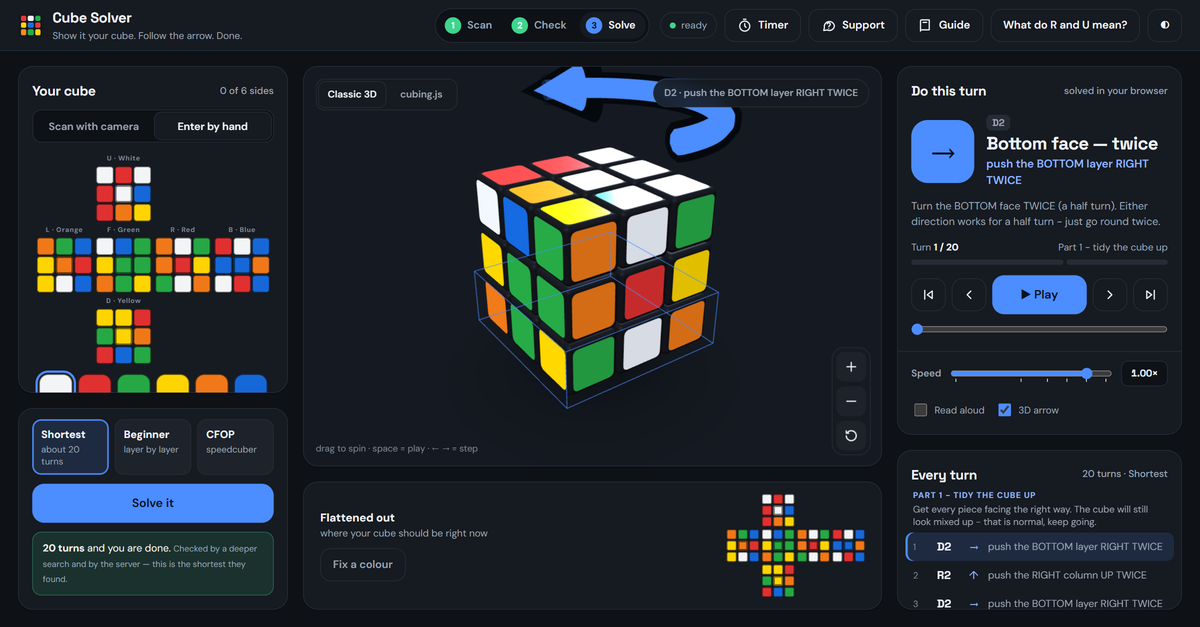 Cube Solver
Show it your cube. Follow the arrow. Done.
1 Scan
2 Check
3 Solve
ready
Timer
Support
Guide
What do R and U mean?
Your cube
0 of 6 sides
Scan with camera
Enter by hand
U · White
L · Orange
F · Green
R · Red
B · Blue
D · Yellow
Shortest
about 20
turns
Beginner
layer by layer
CFOP
speedcuber
Solve it
20 turns and you are done. Checked by a deeper
search and by the server — this is the shortest they
found.
Classic 3D
cubing.js
D2 · push the BOTTOM layer RIGHT TWICE
+
−
drag to spin · space = play · ← → = step
Flattened out
where your cube should be right now
Fix a colour
Do this turn
solved in your browser
D2
→
Bottom face — twice
push the BOTTOM layer RIGHT
TWICE
Turn the BOTTOM face TWICE (a half turn). Either
direction works for a half turn - just go round twice.
Turn 1 / 20
Part 1 - tidy the cube up
Play
Speed
1.00×
Read aloud
3D arrow
Every turn
20 turns · Shortest
PART 1 - TIDY THE CUBE UP
Get every piece facing the right way. The cube will still
look mixed up - that is normal, keep going.
1 D2 → push the BOTTOM layer RIGHT TWICE
2 R2 ↑ push the RIGHT column UP TWICE
3 D2 → push the BOTTOM layer RIGHT TWICE